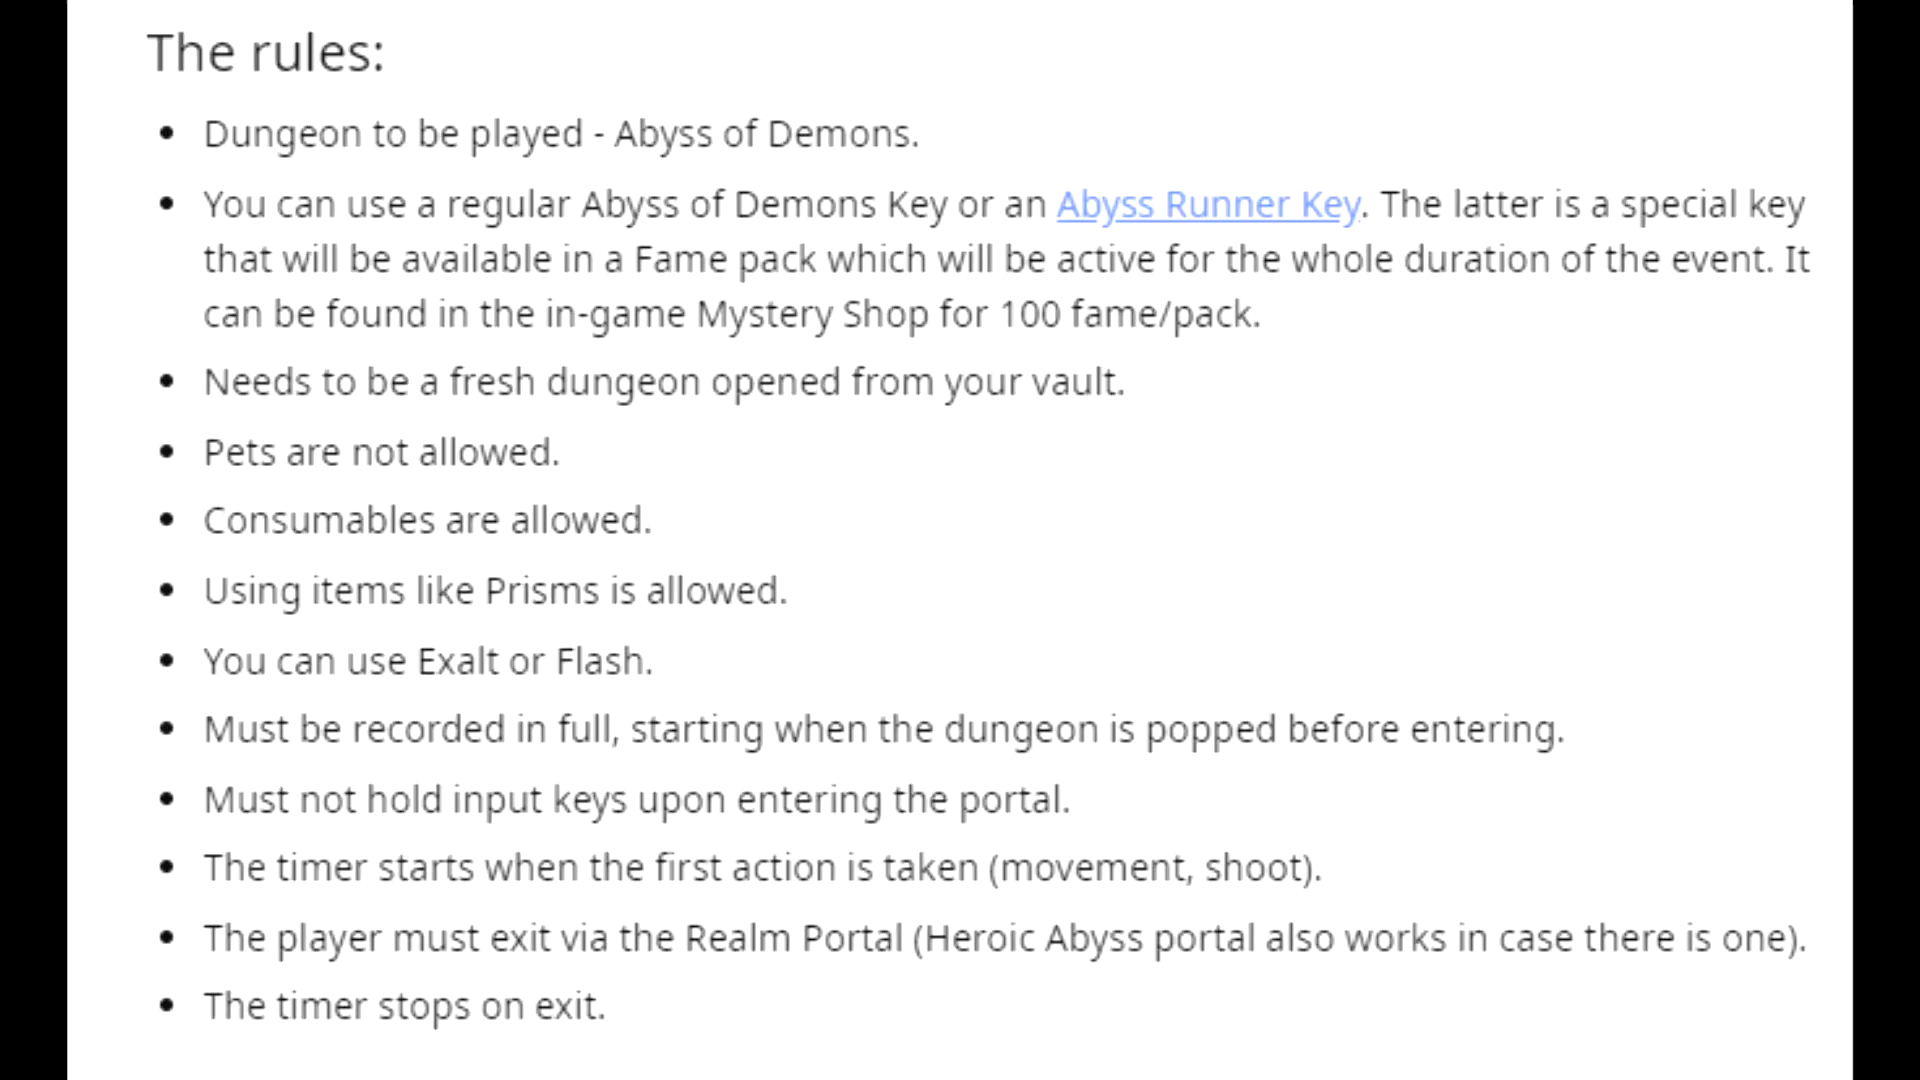 The rules:
• Dungeon to be played - Abyss of Demons.
• You can use a regular Abyss of Demons Key or an Abyss Runner Key. The latter is a special key
that will be available in a Fame pack which will be active for the whole duration of the event. It
can be found in the in-game Mystery Shop for 100 fame/pack.
• Needs to be a fresh dungeon opened from your vault.
• Pets are not allowed.
• Consumables are allowed.
• Using items like Prisms is allowed.
• You can use Exalt or Flash.
• Must be recorded in full, starting when the dungeon is popped before entering.
• Must not hold input keys upon entering the portal.
• The timer starts when the first action is taken (movement, shoot).
• The player must exit via the Realm Portal (Heroic Abyss portal also works in case there is one).
• The timer stops on exit.